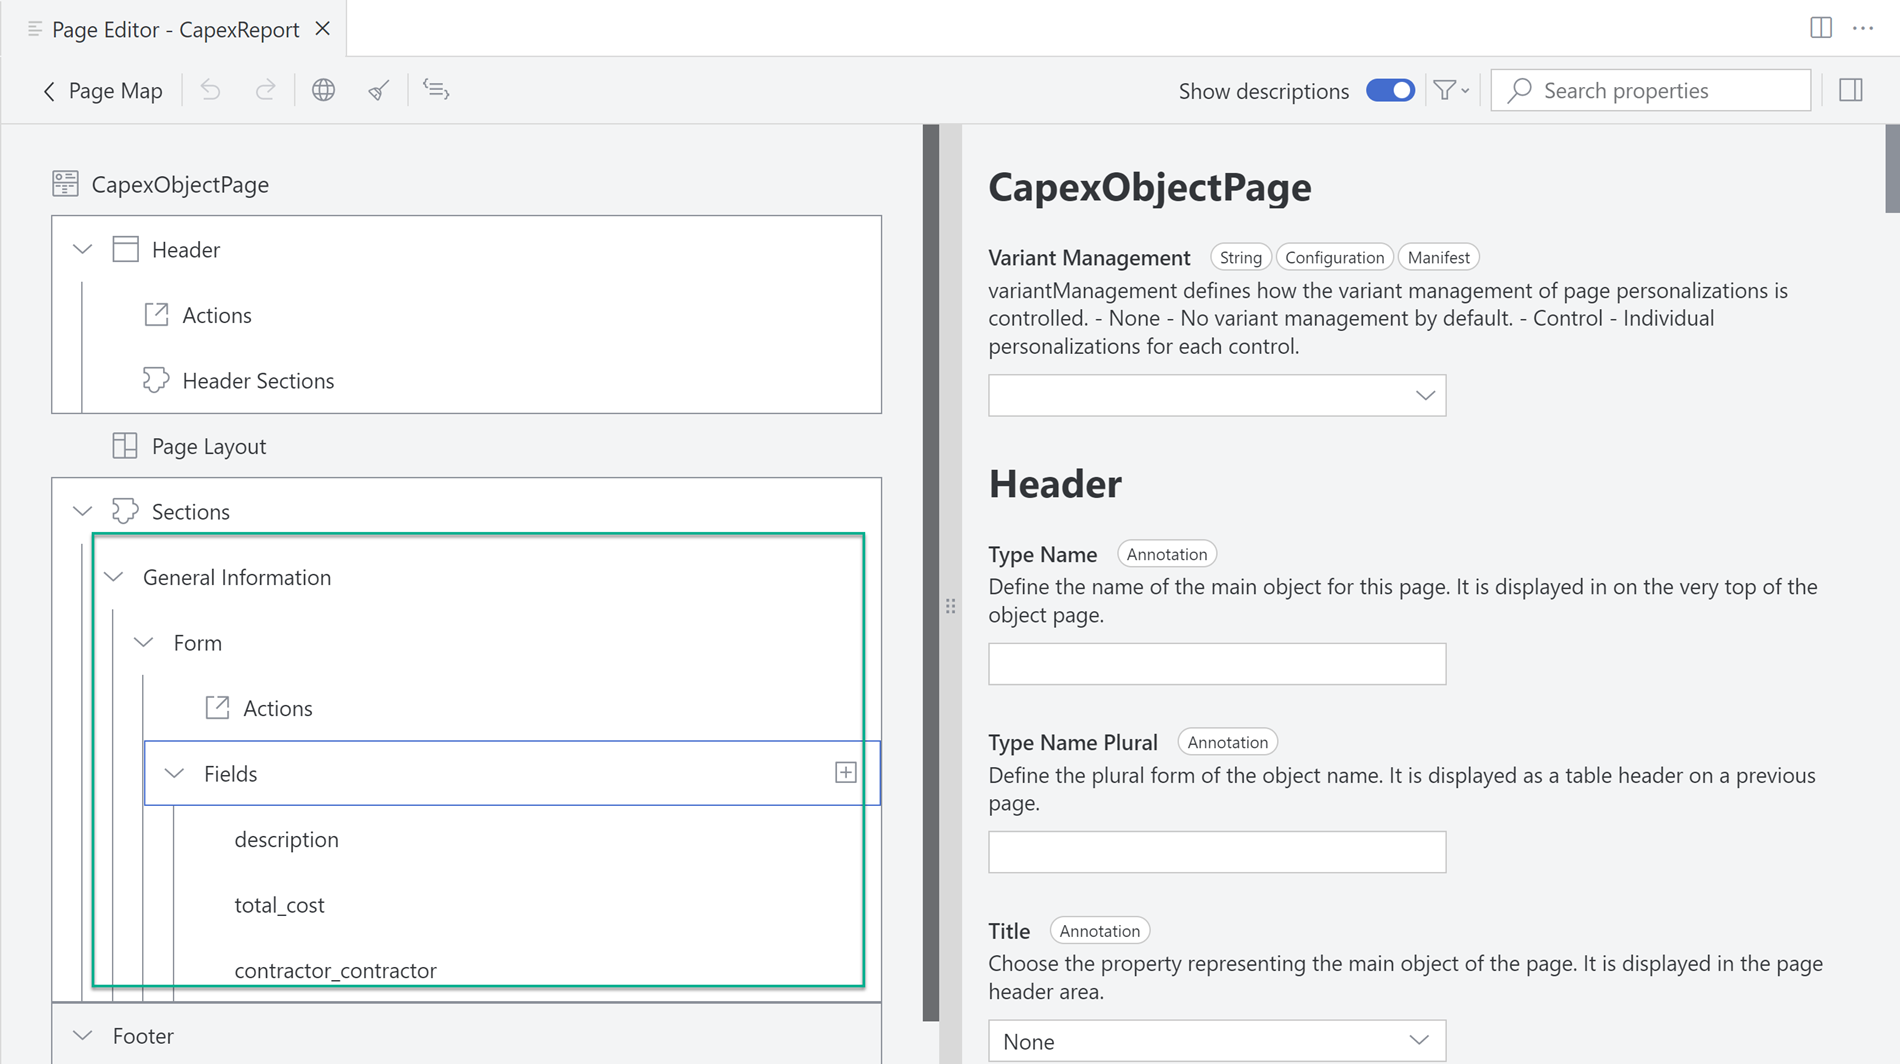 Page Editor - CapexReport
Page Map
Show descriptions
Search properties
CapexObjectPage
Header
Actions
Header Sections
Page Layout
Sections
General Information
Form
Actions
Fields
description
total_cost
contractor_contractor
Footer
CapexObjectPage
Variant Management String Configuration Manifest
variantManagement defines how the variant management of page personalizations is
controlled. - None - No variant management by default. - Control - Individual
personalizations for each control.
Header
Type Name Annotation
Define the name of the main object for this page. It is displayed in on the very top of the
object page.
Type Name Plural Annotation
Define the plural form of the object name. It is displayed as a table header on a previous
page.
Title Annotation
Choose the property representing the main object of the page. It is displayed in the page
header area.
None